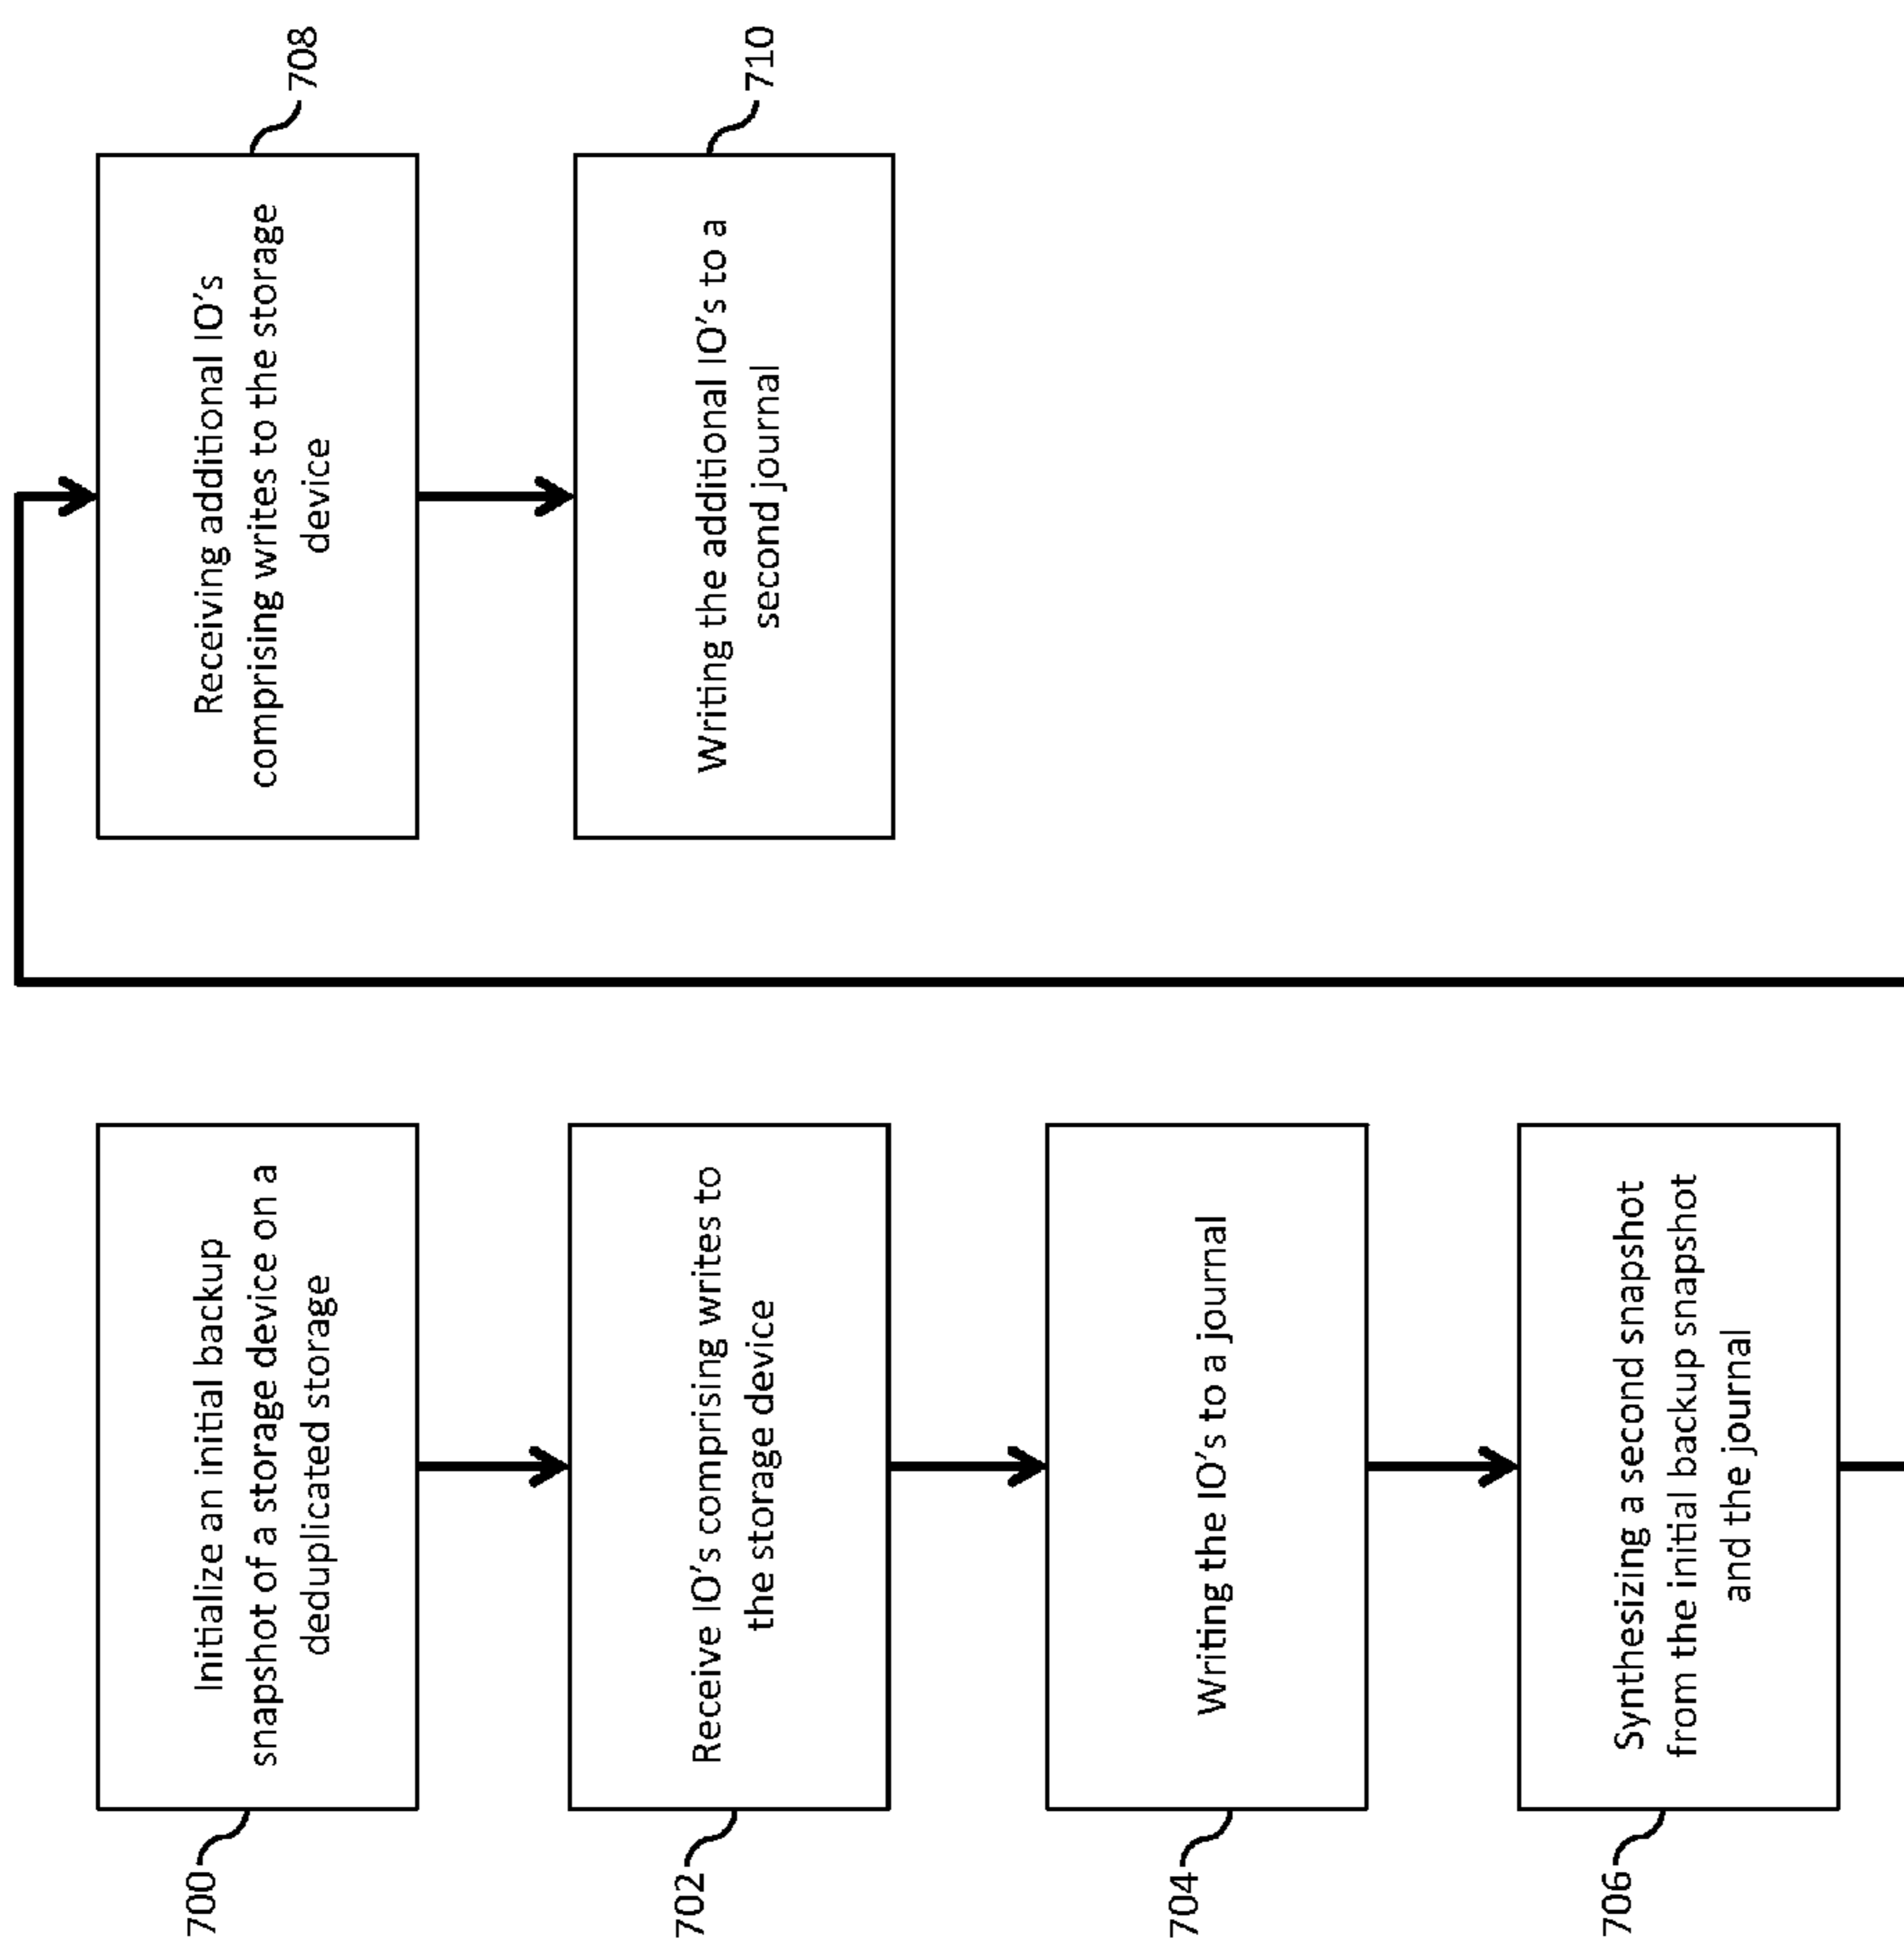 700
Initialize an initial backup
snapshot of a storage device on a
deduplicated storage
702
Receive IO's comprising writes to
the storage device
704
Writing the IO's to a journal
706
Synthesizing a second snapshot
from the initial backup snapshot
and the journal
Receiving additional IO's
comprising writes to the storage
device
708
Writing the additional IO's to a
second journal
710